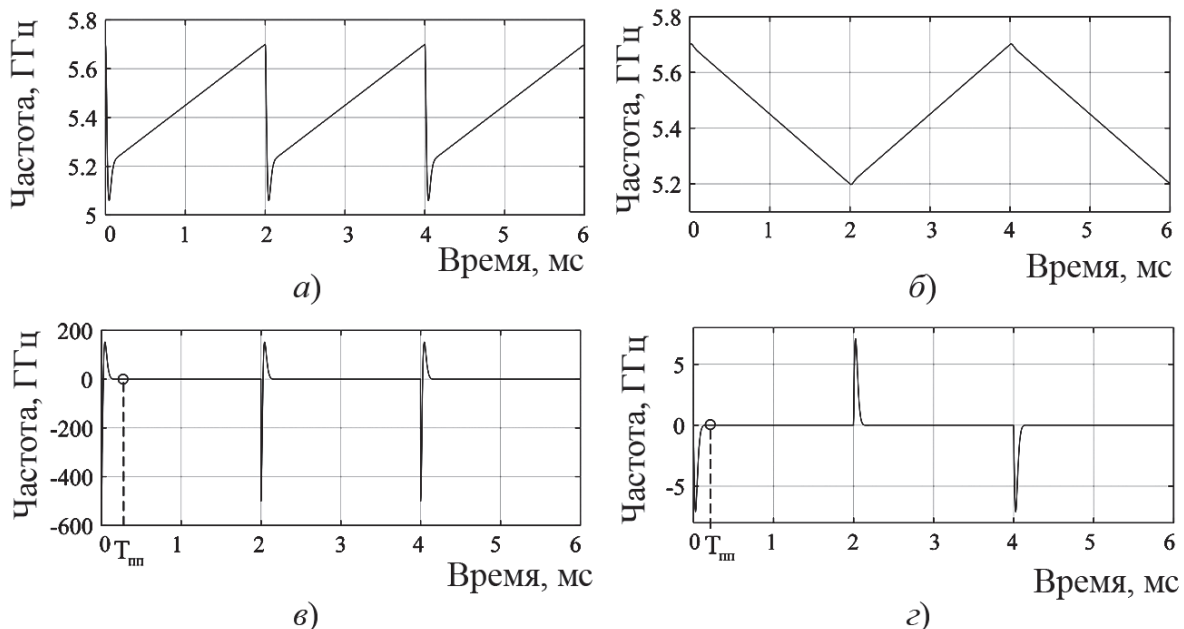 Частота, ГГц
5.8
5.6
5.4
5.2
5
0 1 2 3 4 5 6
Время, мс
а)
Частота, ГГц
5.8
5.6
5.4
5.2
0 1 2 3 4 5 6
Время, мс
б)
Частота, ГГц
200
0
-200
-400
-600
0 Tпп 1 2 3 4 5 6
Время, мс
в)
Частота, ГГц
5
0
-5
0 Tпп 1 2 3 4 5 6
Время, мс
г)